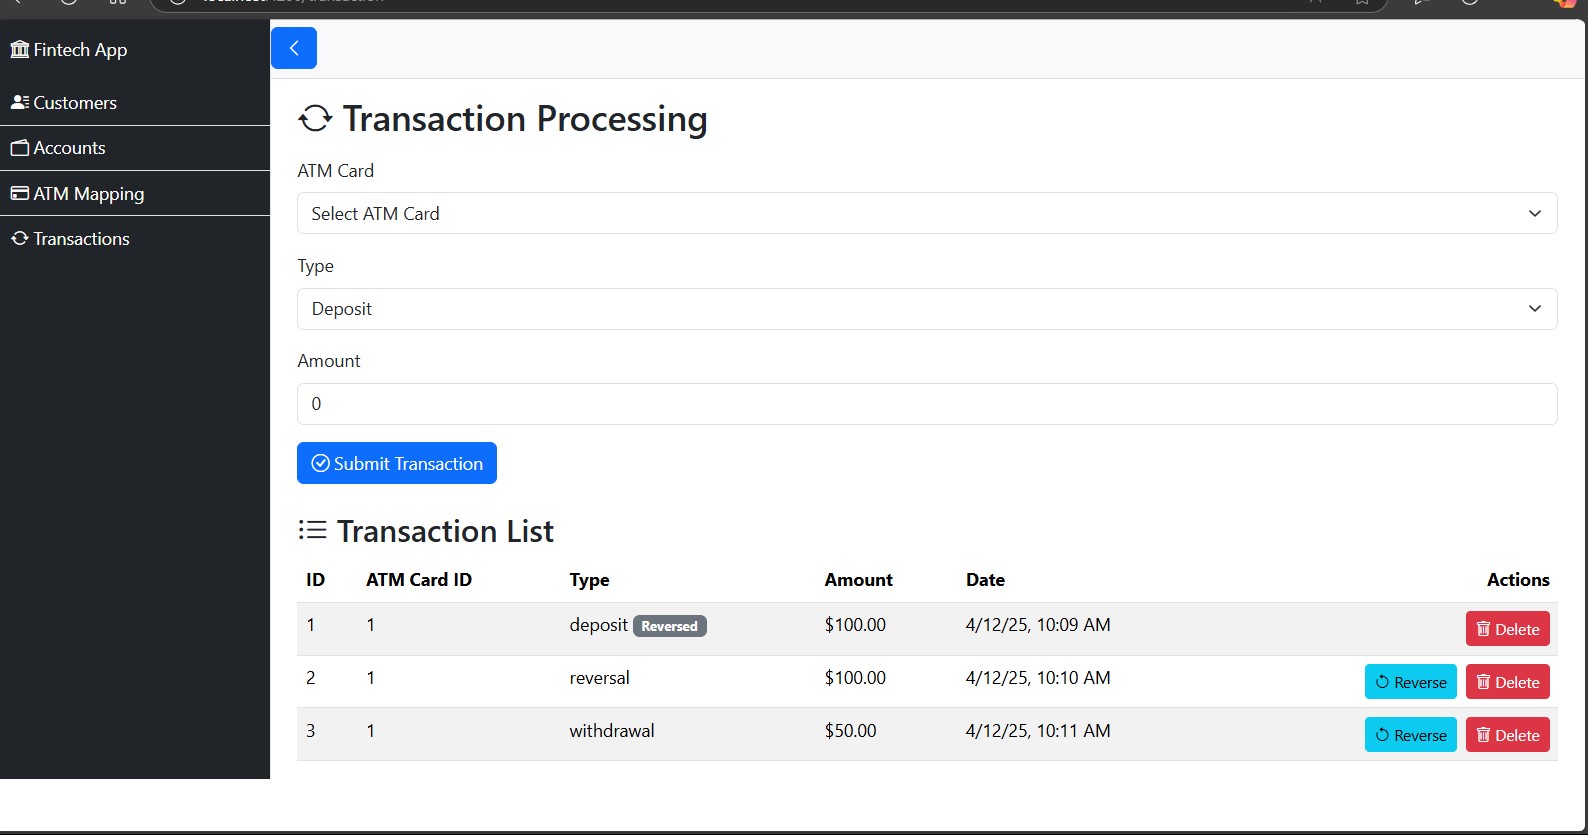 Fintech App
Customers
Accounts
ATM Mapping
Transactions
Transaction Processing
ATM Card
Select ATM Card
Type
Deposit
Amount
0
Submit Transaction
Transaction List
ID ATM Card ID Type Amount Date Actions
1 1 deposit Reversed $100.00 4/12/25, 10:09 AM Delete
2 1 reversal $100.00 4/12/25, 10:10 AM Reverse Delete
3 1 withdrawal $50.00 4/12/25, 10:11 AM Reverse Delete